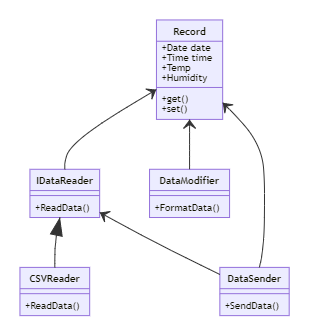 Record
+Date date
+Time time
+Temp
+Humidity
+get()
+set()
IDataReader
+ReadData()
DataModifier
+FormatData()
CSVReader
+ReadData()
DataSender
+SendData()